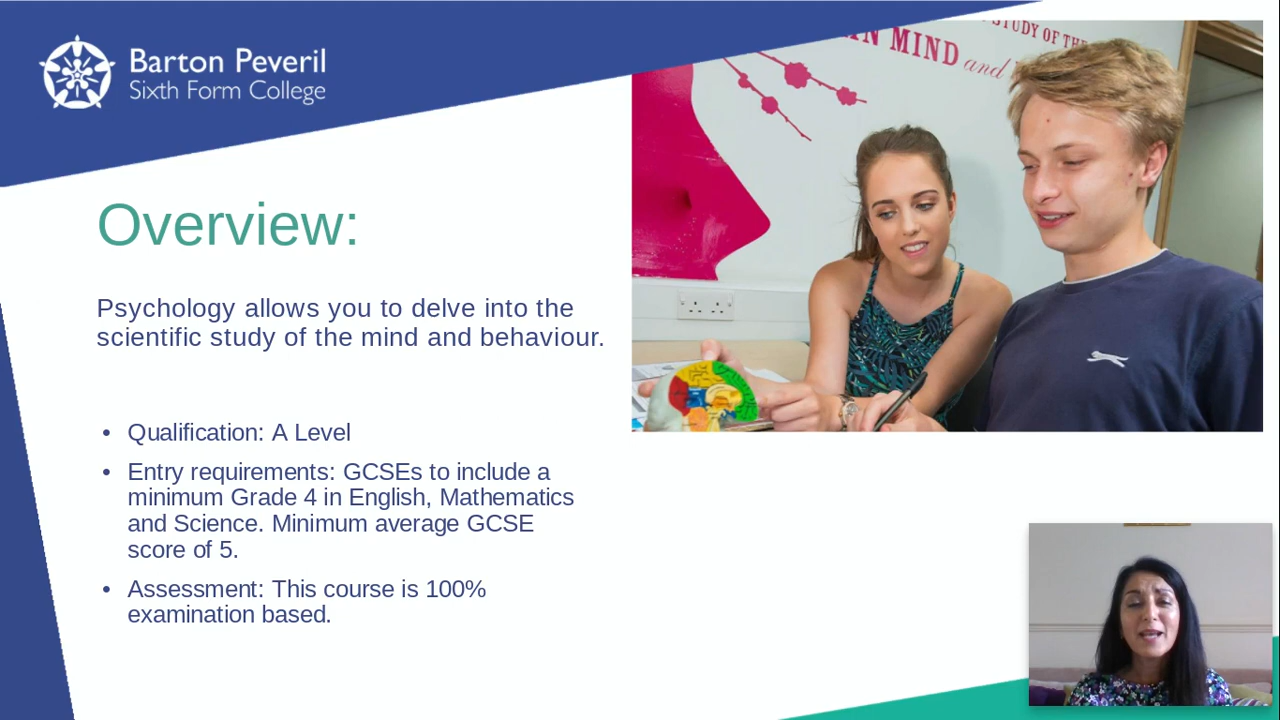 Barton Peveril
Sixth Form College
STUDY OF THE
MIND and
Overview:
Psychology allows you to delve into the
scientific study of the mind and behaviour.
• Qualification: A Level
• Entry requirements: GCSEs to include a
minimum Grade 4 in English, Mathematics
and Science. Minimum average GCSE
score of 5.
• Assessment: This course is 100%
examination based.